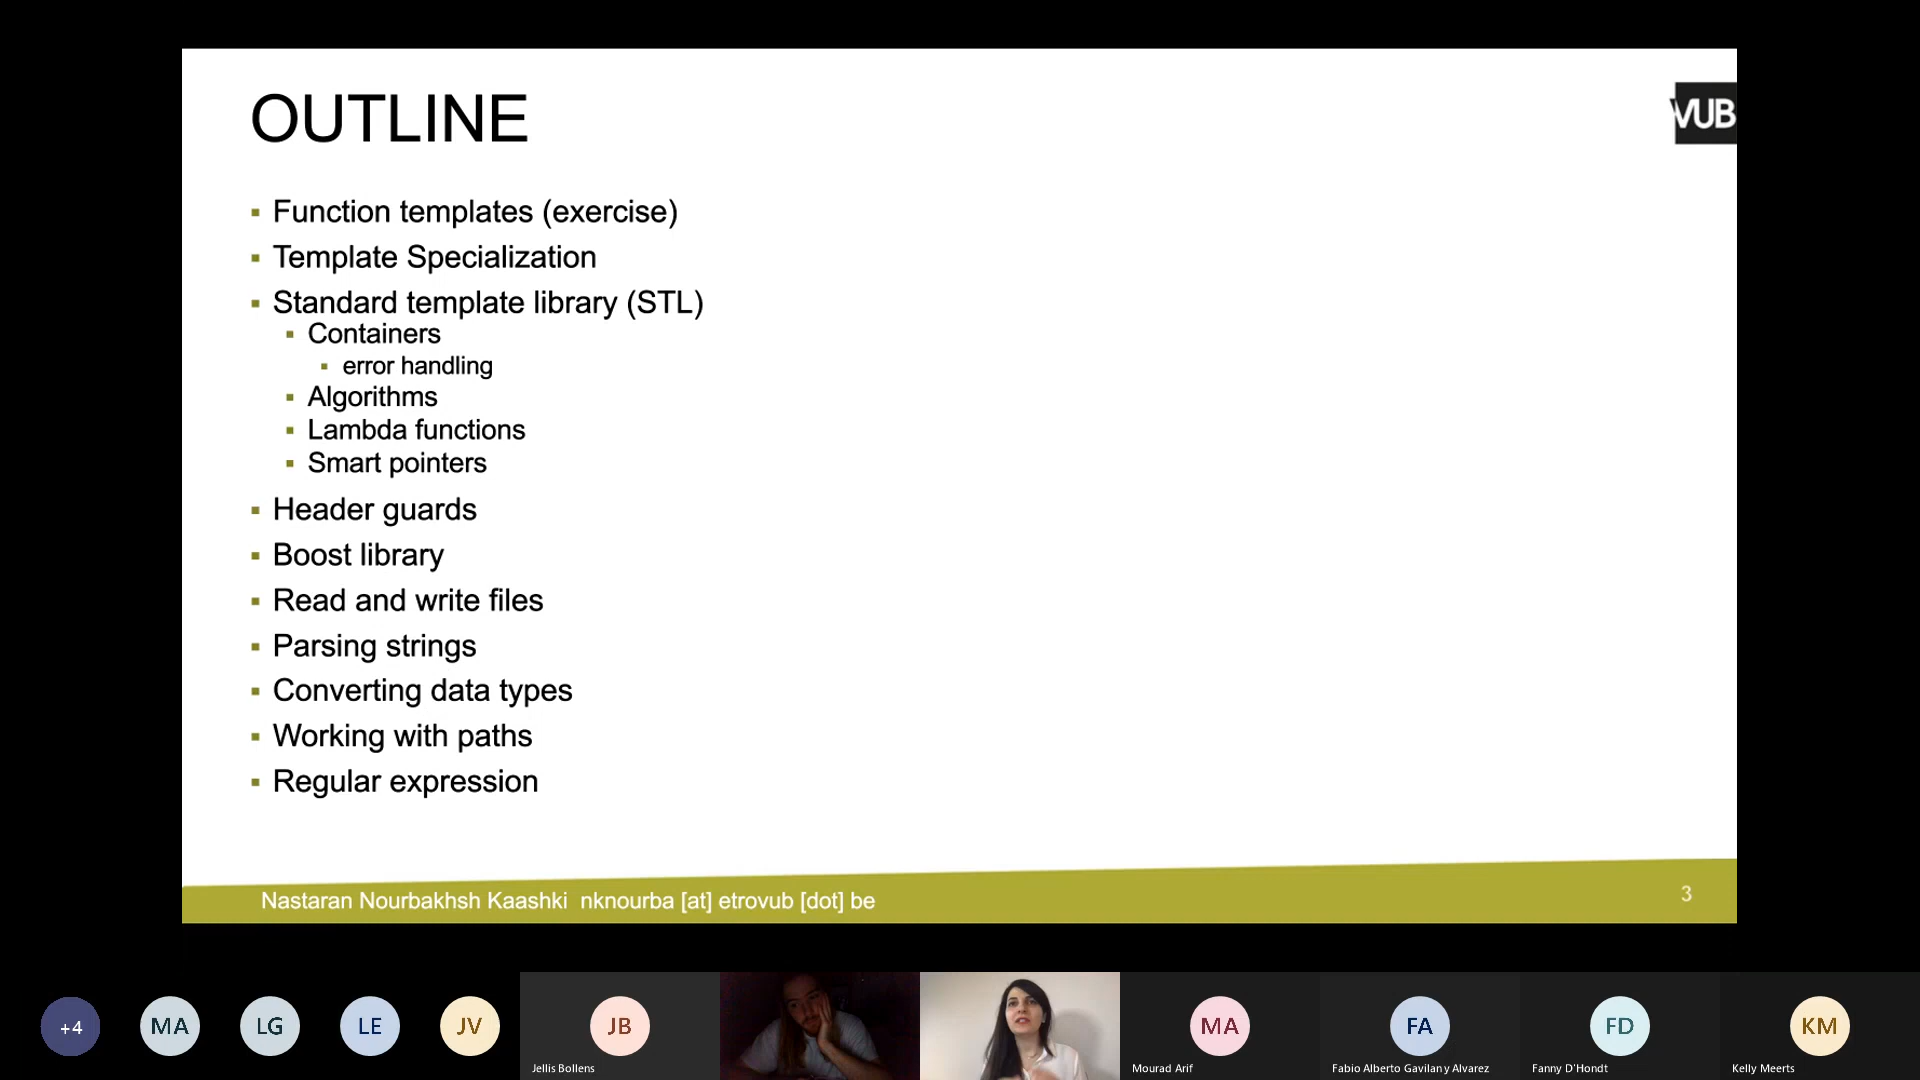 OUTLINE
VUB
Function templates (exercise)
Template Specialization
Standard template library (STL)
Containers
error handling
Algorithms
Lambda functions
Smart pointers
Header guards
Boost library
Read and write files
Parsing strings
Converting data types
Working with paths
Regular expression
Nastaran Nourbakhsh Kaashki nknourba [at] etrovub [dot] be
3
+4
MA
LG
LE
JV
JB
MA
FA
FD
KM
Jellis Bollens
Mourad Arif
Fabio Alberto Gavilan y Alvarez
Fanny D'Hondt
Kelly Meerts